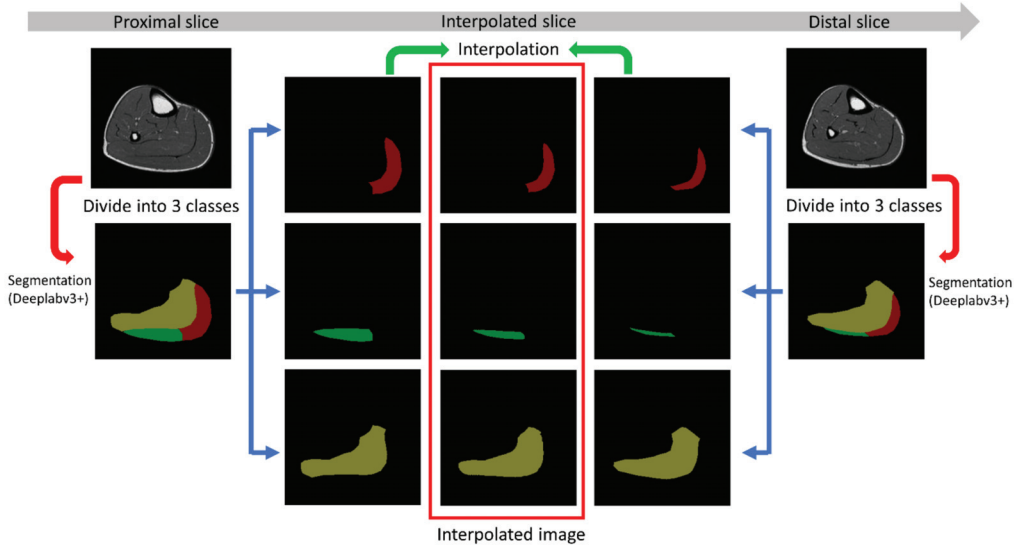 Proximal slice
Interpolated slice
Distal slice
Interpolation
Divide into 3 classes
Divide into 3 classes
Segmentation
(Deeplabv3+)
Segmentation
(Deeplabv3+)
Interpolated image